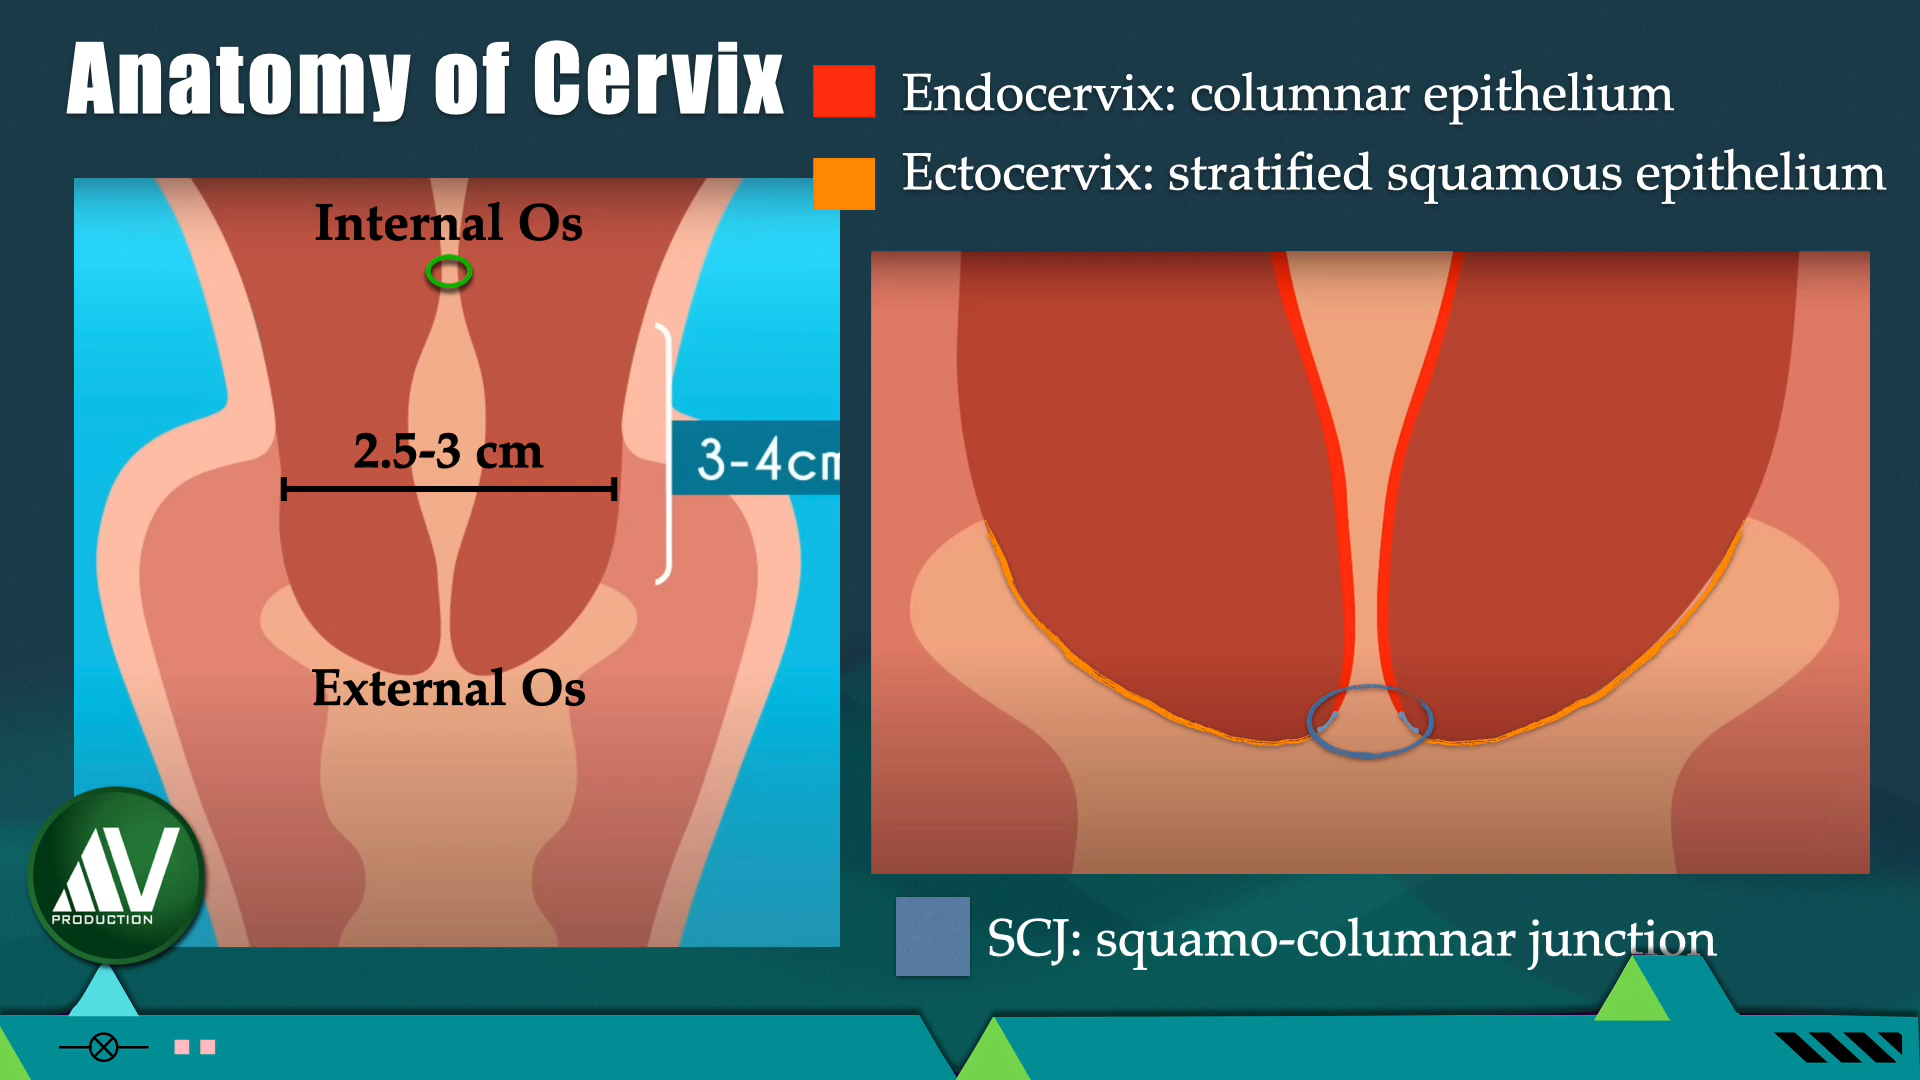 Anatomy of Cervix
Endocervix: columnar epithelium
Ectocervix: stratified squamous epithelium
Internal Os
2.5-3 cm
3-4cm
External Os
AV
PRODUCTION
SCJ: squamo-columnar junction